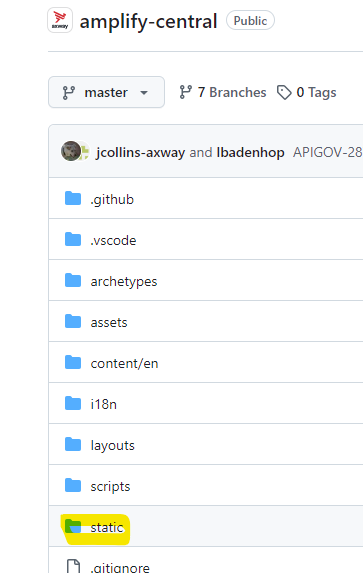 axway amplify-central Public
master 7 Branches 0 Tags
jcollins-axway and lbadenhop APIGOV-28
.github
.vscode
archetypes
assets
content/en
i18n
layouts
scripts
static
.gitignore